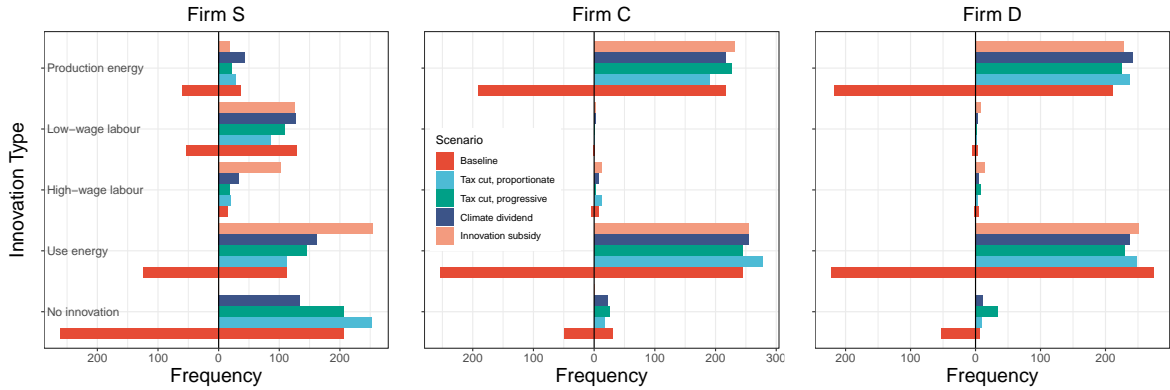 Firm S
Firm C
Firm D
Innovation Type
Production energy
Low−wage labour
High−wage labour
Use energy
No innovation
Scenario
Baseline
Tax cut, proportionate
Tax cut, progressive
Climate dividend
Innovation subsidy
200 100 0 100 200
200 100 0 100 200 300
200 100 0 100 200
Frequency
Frequency
Frequency